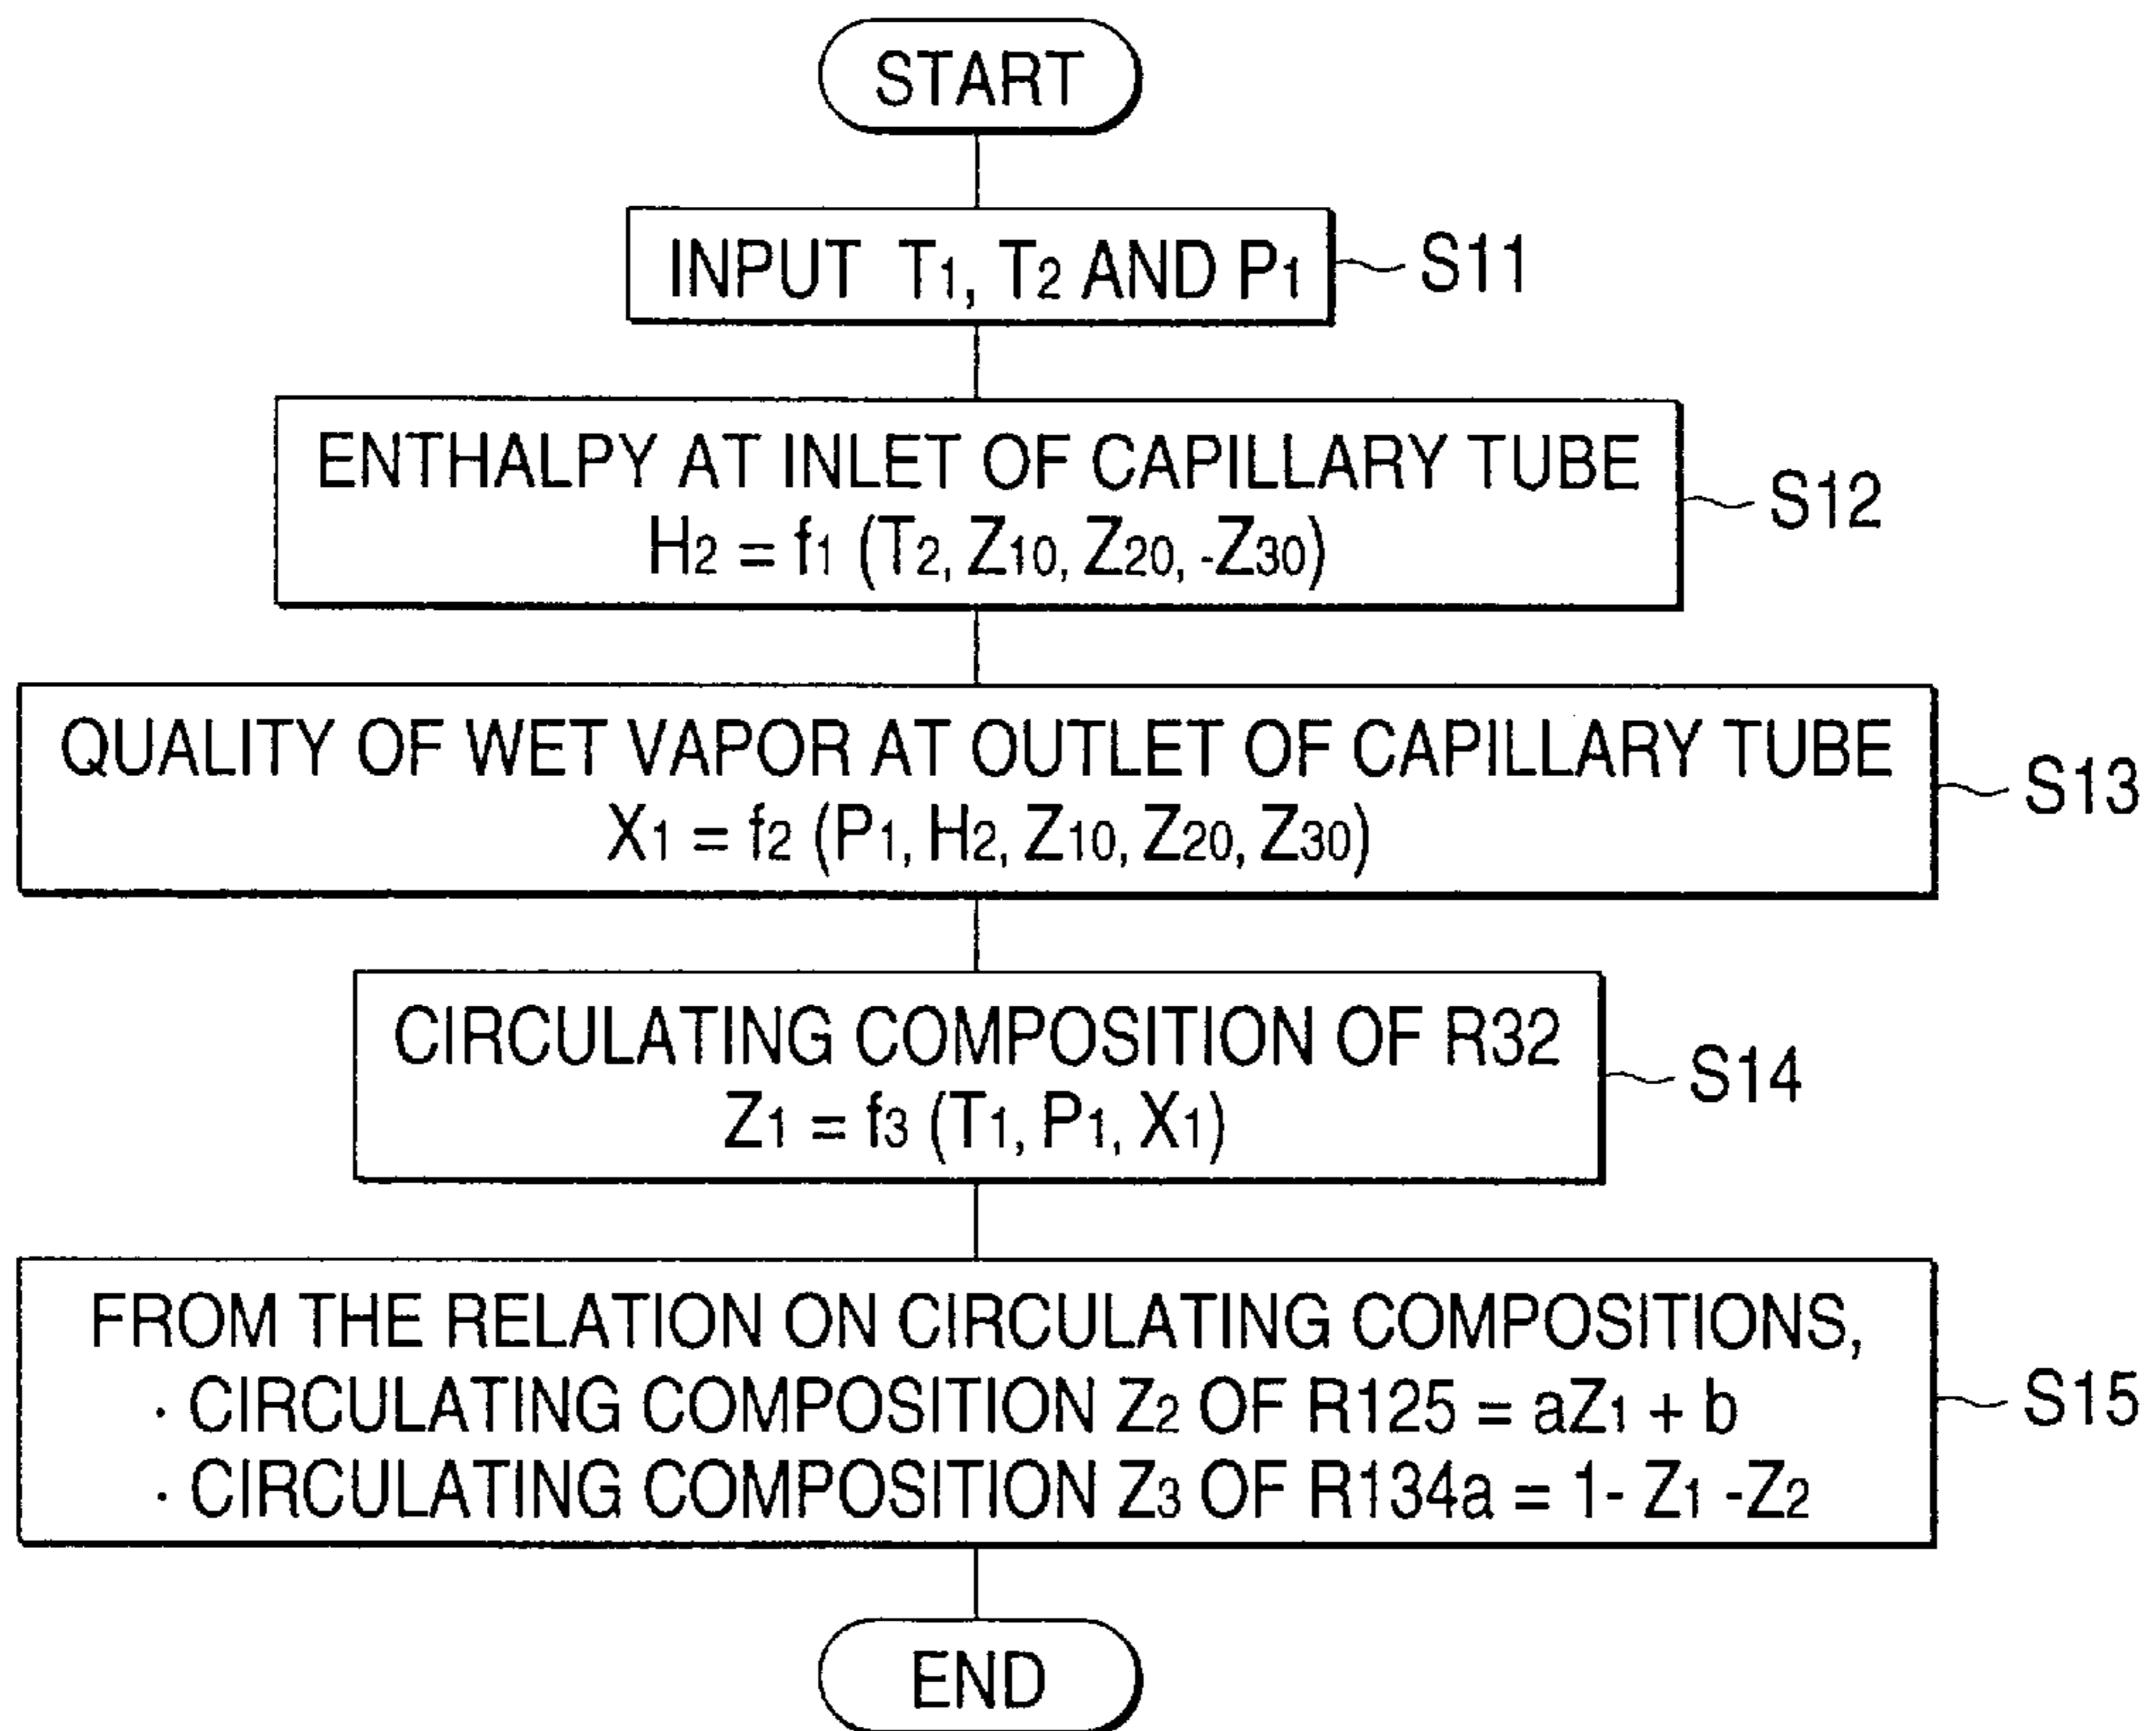 START
INPUT T1, T2 AND P1
S11
ENTHALPY AT INLET OF CAPILLARY TUBE
H2 = f1 (T2, Z10, Z20, -Z30)
S12
QUALITY OF WET VAPOR AT OUTLET OF CAPILLARY TUBE
X1 = f2 (P1, H2, Z10, Z20, Z30)
S13
CIRCULATING COMPOSITION OF R32
Z1 = f3 (T1, P1, X1)
S14
FROM THE RELATION ON CIRCULATING COMPOSITIONS,
· CIRCULATING COMPOSITION Z2 OF R125 = aZ1 + b
· CIRCULATING COMPOSITION Z3 OF R134a = 1- Z1 -Z2
S15
END